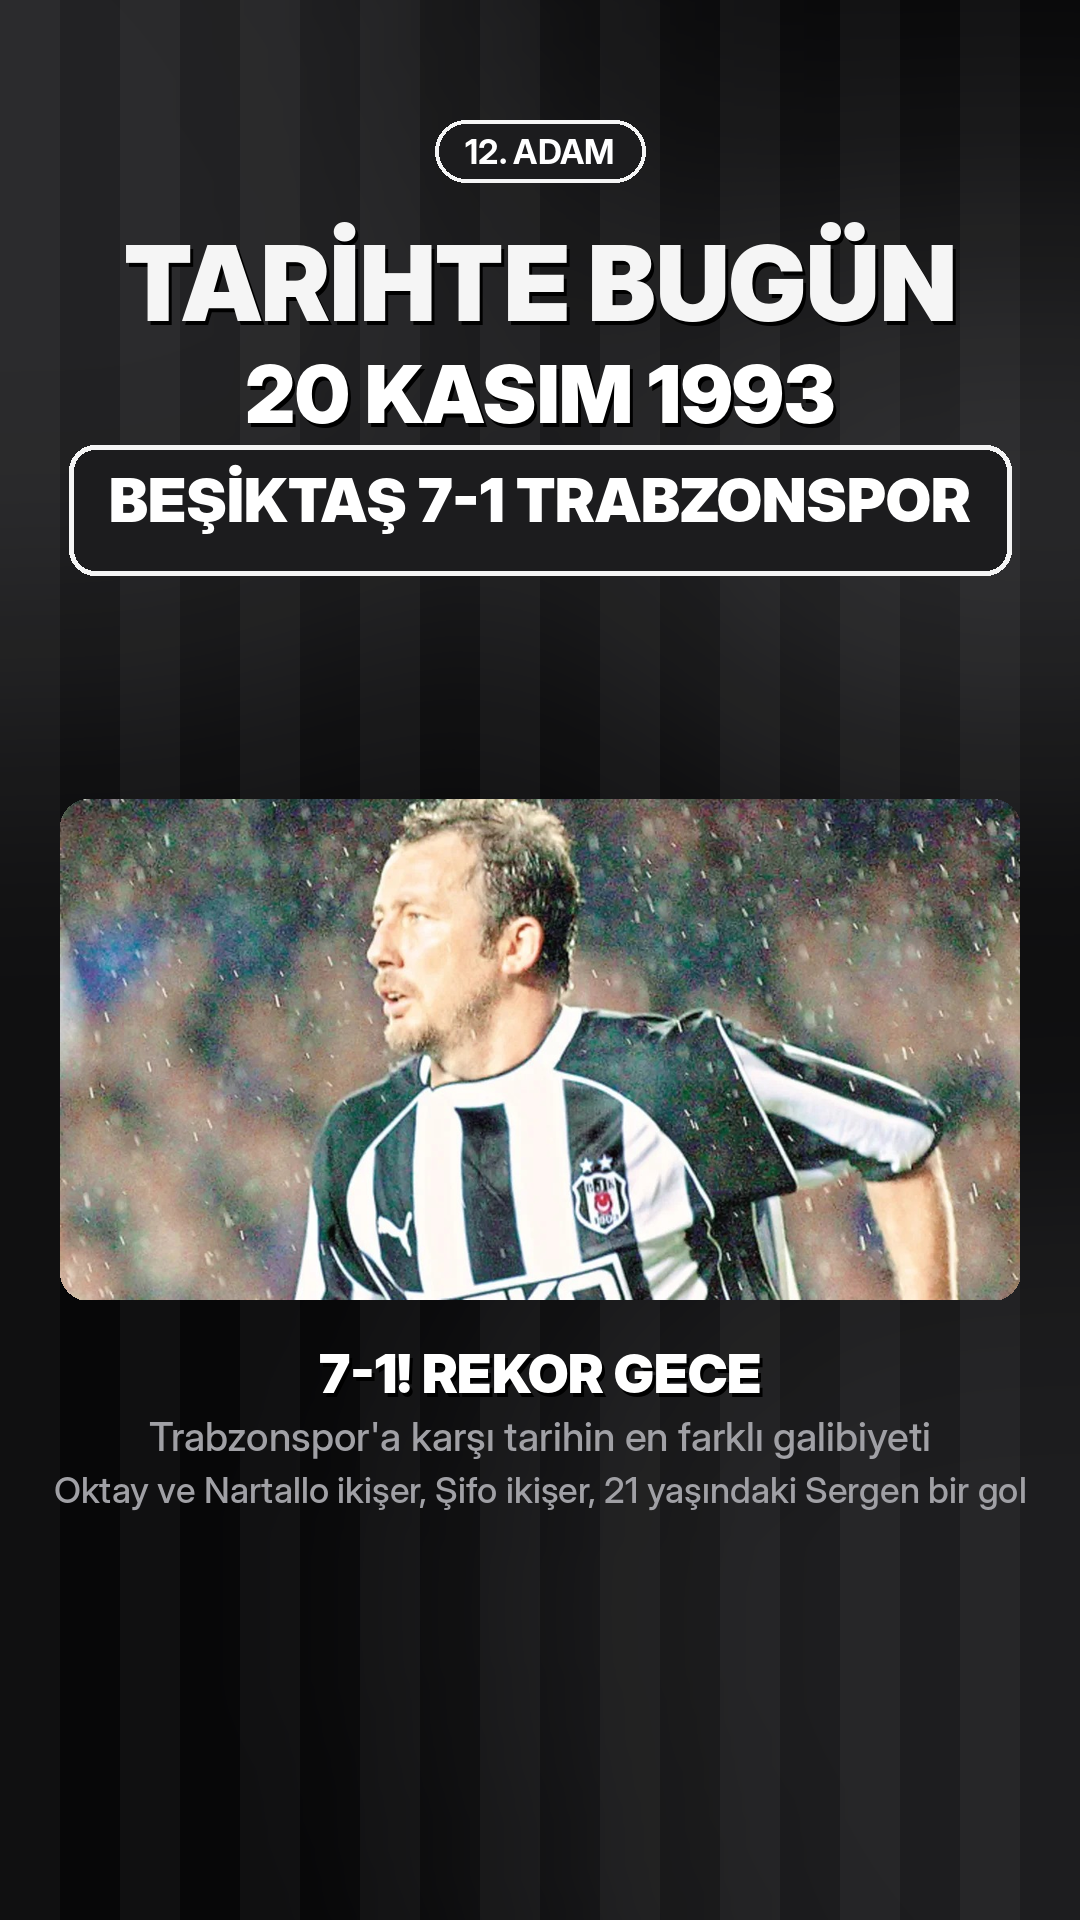 12. ADAM
TARİHTE BUGÜN
20 KASIM 1993
BEŞİKTAŞ 7-1 TRABZONSPOR
BJK
7-1! REKOR GECE
Trabzonspor'a karşı tarihin en farklı galibiyeti
Oktay ve Nartallo ikişer, Şifo ikişer, 21 yaşındaki Sergen bir gol